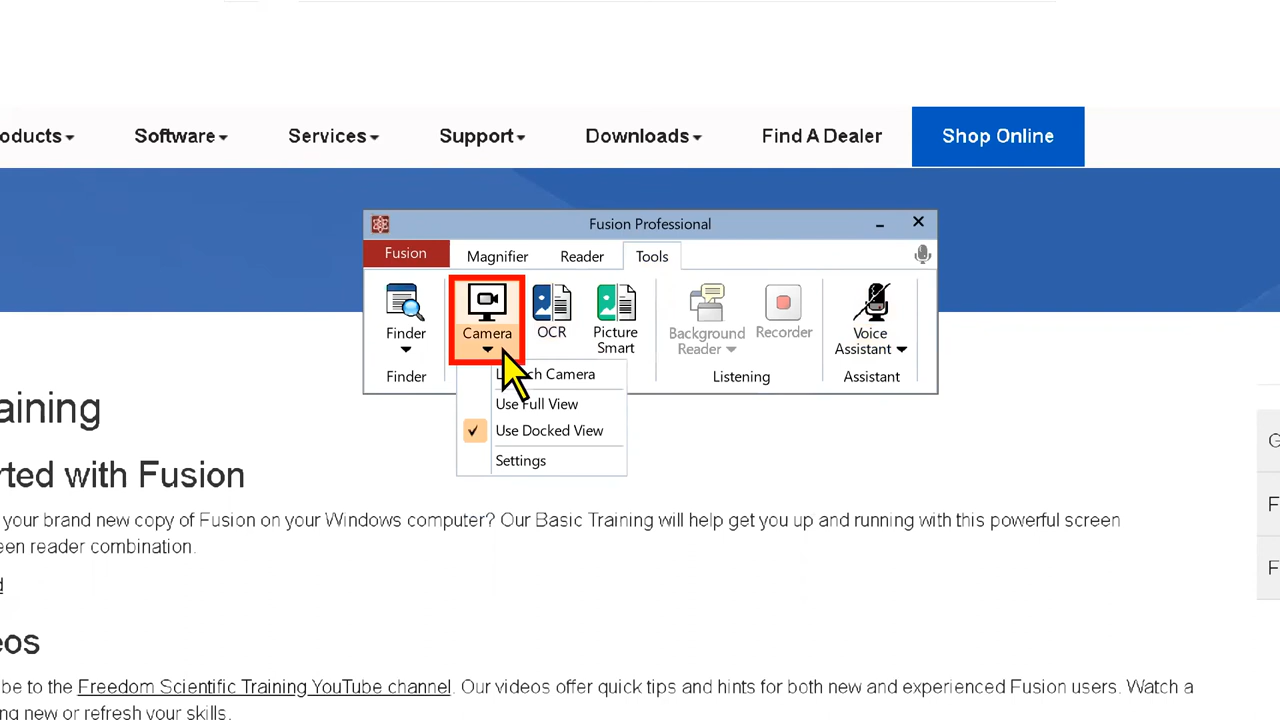 oducts
Software
Services
Support
Downloads
Find A Dealer
Shop Online
Fusion Professional
Fusion
Magnifier
Reader
Tools
Finder
Camera
OCR
Picture
Smart
Background
Reader
Recorder
Voice
Assistant
Finder
Listening
Assistant
ch Camera
Use Full View
Use Docked View
Settings
aining
rted with Fusion
your brand new copy of Fusion on your Windows computer? Our Basic Training will help get you up and running with this powerful screen
een reader combination.
d
eos
be to the Freedom Scientific Training YouTube channel. Our videos offer quick tips and hints for both new and experienced Fusion users. Watch a
ng new or refresh your skills.
G
F
F